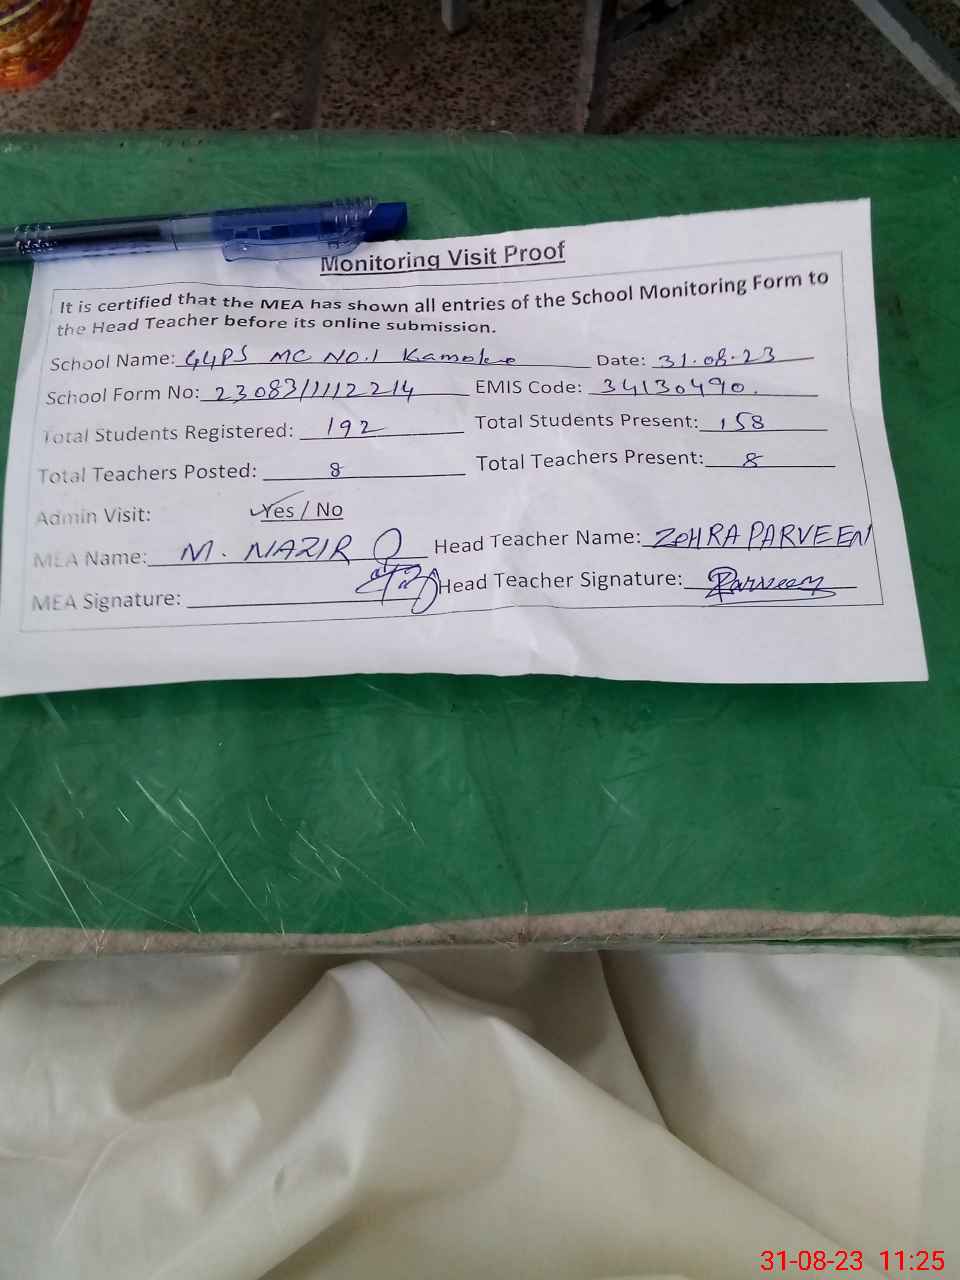 Monitoring Visit Proof
It is certified that the MEA has shown all entries of the School Monitoring Form to
the Head Teacher before its online submission.
School Name: GGPS MC NO.1 Kamoke Date: 31.08.23
School Form No: 23083111112214 EMIS Code: 34130490.
Total Students Registered: 192 Total Students Present: 158
Total Teachers Posted: 8 Total Teachers Present: 8
Admin Visit: Yes / No
MEA Name: M. NAZIR Head Teacher Name: ZOHRA PARVEEN
MEA Signature: Head Teacher Signature: Parveen
31-08-23 11:25